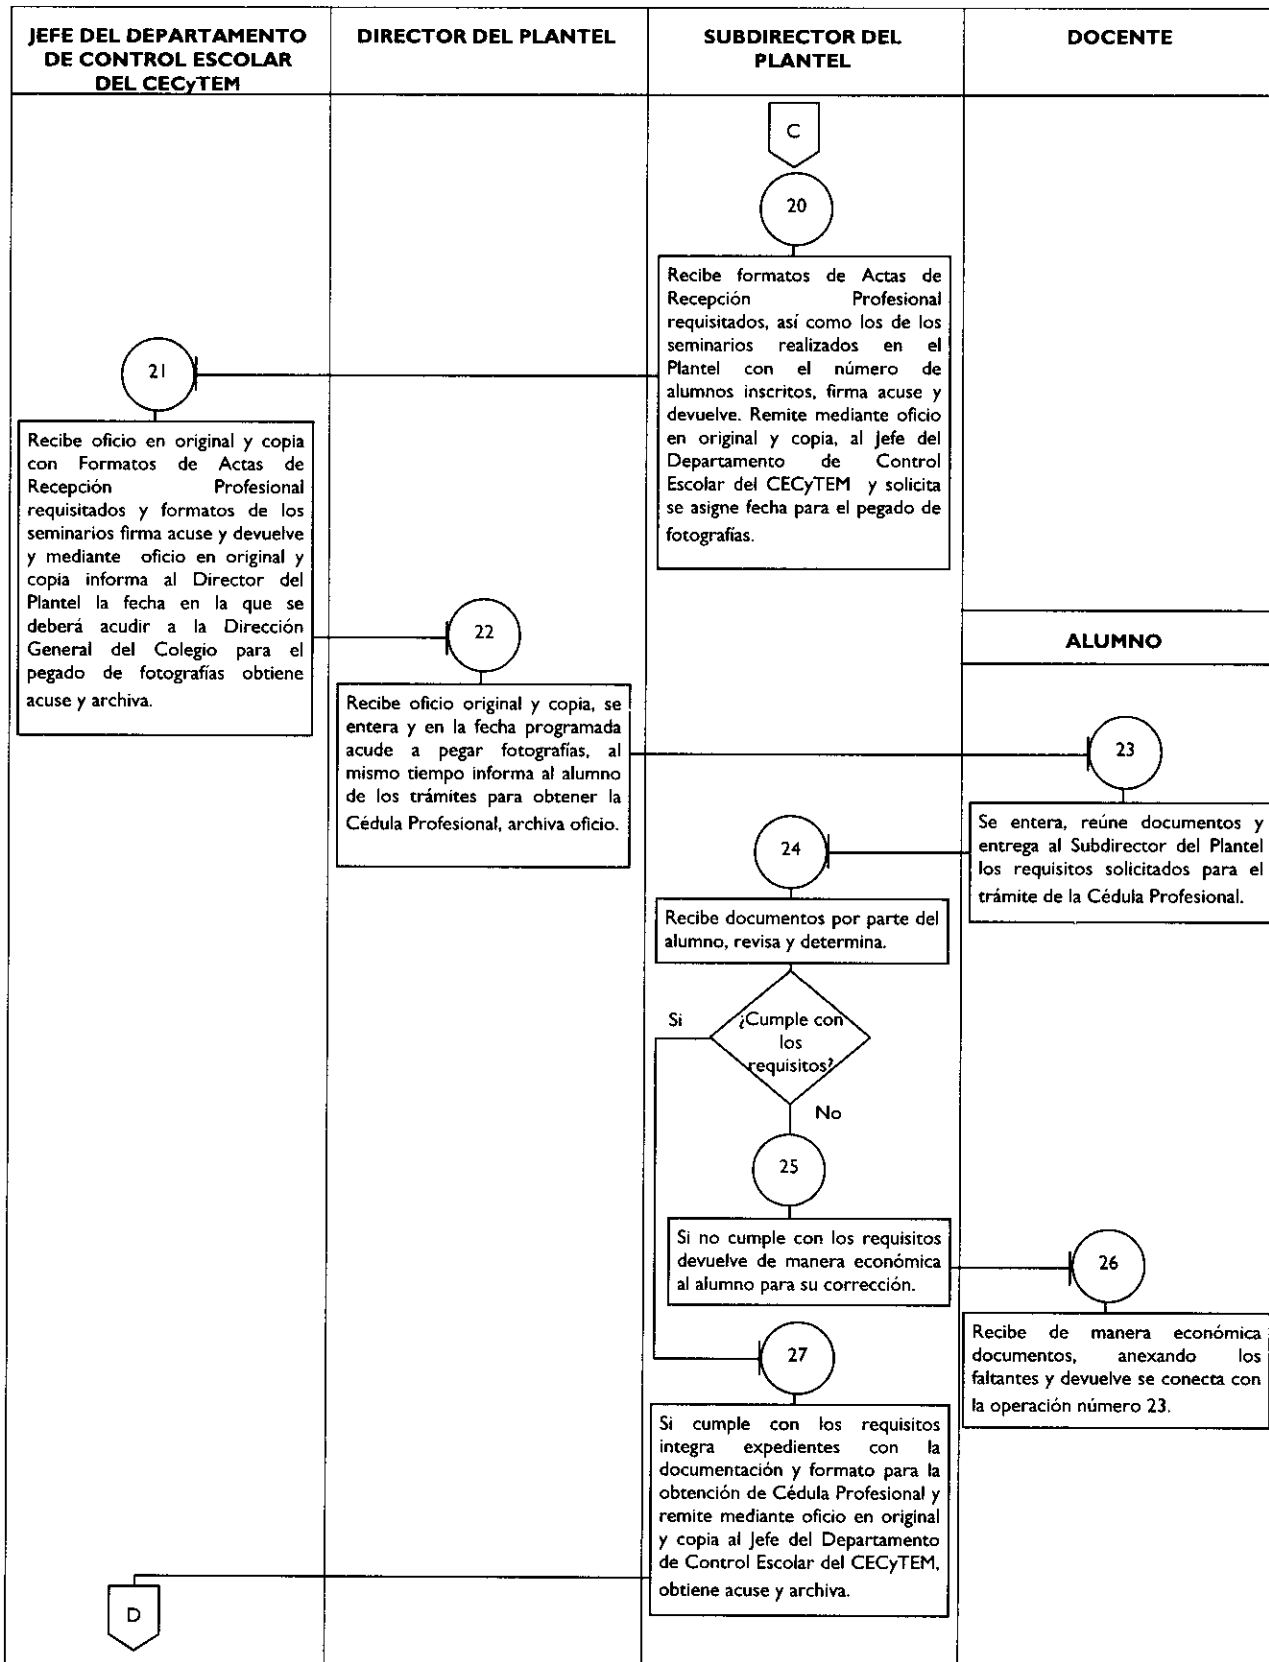 JEFE DEL DEPARTAMENTO
DE CONTROL ESCOLAR
DEL CECyTEM
DIRECTOR DEL PLANTEL
SUBDIRECTOR DEL
PLANTEL
DOCENTE
C
20
Recibe formatos de Actas de
Recepción Profesional
requisitados, así como los de los
seminarios realizados en el
Plantel con el número de
alumnos inscritos, firma acuse y
devuelve. Remite mediante oficio
en original y copia, al Jefe del
Departamento de Control
Escolar del CECyTEM y solicita
se asigne fecha para el pegado de
fotografías.
21
Recibe oficio en original y copia
con Formatos de Actas de
Recepción Profesional
requisitados y formatos de los
seminarios firma acuse y devuelve
y mediante oficio en original y
copia informa al Director del
Plantel la fecha en la que se
deberá acudir a la Dirección
General del Colegio para el
pegado de fotografías obtiene
acuse y archiva.
22
Recibe oficio original y copia, se
entera y en la fecha programada
acude a pegar fotografías, al
mismo tiempo informa al alumno
de los trámites para obtener la
Cédula Profesional, archiva oficio.
ALUMNO
23
Se entera, reúne documentos y
entrega al Subdirector del Plantel
los requisitos solicitados para el
trámite de la Cédula Profesional.
24
Recibe documentos por parte del
alumno, revisa y determina.
¿Cumple con
los
requisitos?
Si
No
25
Si no cumple con los requisitos
devuelve de manera económica
al alumno para su corrección.
26
Recibe de manera económica
documentos, anexando los
faltantes y devuelve se conecta con
la operación número 23.
27
Si cumple con los requisitos
integra expedientes con la
documentación y formato para la
obtención de Cédula Profesional y
remite mediante oficio en original
y copia al Jefe del Departamento
de Control Escolar del CECyTEM,
obtiene acuse y archiva.
D